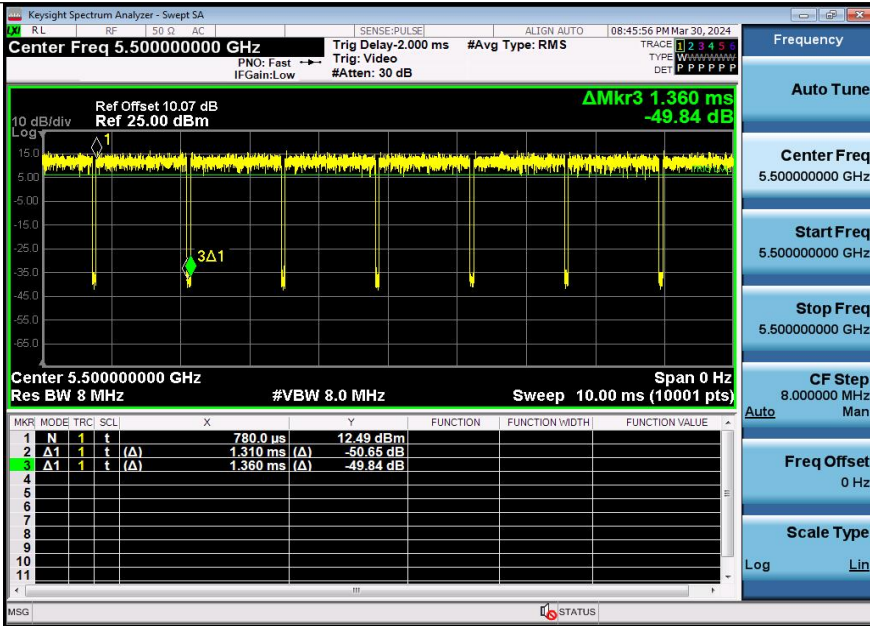 Keysight Spectrum Analyzer - Swept SA
LXI RL RF 50 Ω AC SENSE:PULSE ALIGN AUTO 08:45:56 PM Mar 30, 2024
Center Freq 5.500000000 GHz
PNO: Fast
IFGain:Low
Trig Delay-2.000 ms
Trig: Video
#Atten: 30 dB
#Avg Type: RMS
TRACE 1 2 3 4 5 6
TYPE WWWWWW
DET P P P P P P
ΔMkr3 1.360 ms
-49.84 dB
Ref Offset 10.07 dB
10 dB/div Ref 25.00 dBm
Log
1
15.0
5.00
-5.00
-15.0
-25.0
3Δ1
-35.0
-45.0
-55.0
-65.0
Center 5.500000000 GHz Span 0 Hz
Res BW 8 MHz #VBW 8.0 MHz Sweep 10.00 ms (10001 pts)
MKR MODE TRC SCL X Y FUNCTION FUNCTION WIDTH FUNCTION VALUE
1 N 1 t 780.0 µs 12.49 dBm
2 Δ1 1 t (Δ) 1.310 ms (Δ) -50.65 dB
3 Δ1 1 t (Δ) 1.360 ms (Δ) -49.84 dB
4
5
6
7
8
9
10
11
MSG STATUS
Frequency
Auto Tune
Center Freq
5.500000000 GHz
Start Freq
5.500000000 GHz
Stop Freq
5.500000000 GHz
CF Step
8.000000 MHz
Auto Man
Freq Offset
0 Hz
Scale Type
Log Lin